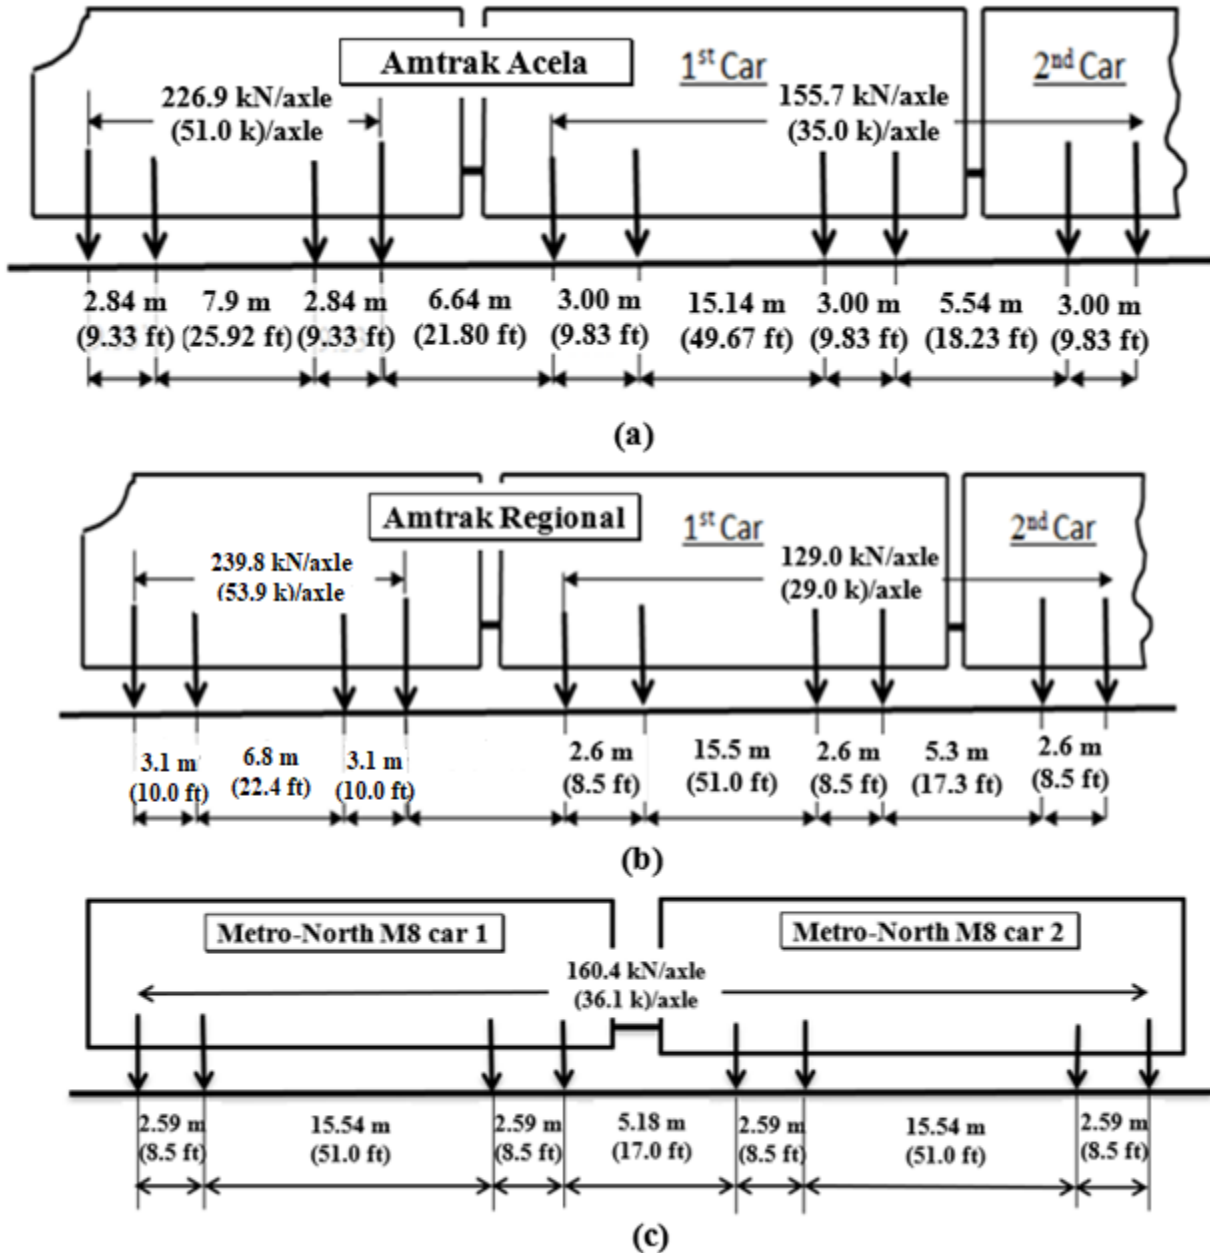 Amtrak Acela
1st Car
2nd Car
226.9 kN/axle
(51.0 k)/axle
155.7 kN/axle
(35.0 k)/axle
2.84 m
(9.33 ft)
7.9 m
(25.92 ft)
2.84 m
(9.33 ft)
6.64 m
(21.80 ft)
3.00 m
(9.83 ft)
15.14 m
(49.67 ft)
3.00 m
(9.83 ft)
5.54 m
(18.23 ft)
3.00 m
(9.83 ft)
(a)
Amtrak Regional
1st Car
2nd Car
239.8 kN/axle
(53.9 k)/axle
129.0 kN/axle
(29.0 k)/axle
3.1 m
(10.0 ft)
6.8 m
(22.4 ft)
3.1 m
(10.0 ft)
2.6 m
(8.5 ft)
15.5 m
(51.0 ft)
2.6 m
(8.5 ft)
5.3 m
(17.3 ft)
2.6 m
(8.5 ft)
(b)
Metro-North M8 car 1
Metro-North M8 car 2
160.4 kN/axle
(36.1 k)/axle
2.59 m
(8.5 ft)
15.54 m
(51.0 ft)
2.59 m
(8.5 ft)
5.18 m
(17.0 ft)
2.59 m
(8.5 ft)
15.54 m
(51.0 ft)
2.59 m
(8.5 ft)
(c)